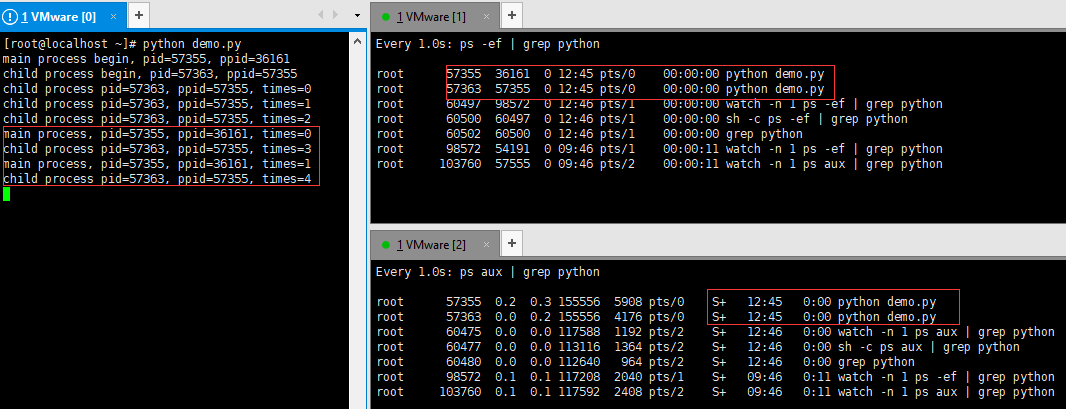 1 VMware [0] × +
[root@localhost ~]# python demo.py
main process begin, pid=57355, ppid=36161
child process begin, pid=57363, ppid=57355
child process pid=57363, ppid=57355, times=0
child process pid=57363, ppid=57355, times=1
child process pid=57363, ppid=57355, times=2
main process, pid=57355, ppid=36161, times=0
child process pid=57363, ppid=57355, times=3
main process, pid=57355, ppid=36161, times=1
child process pid=57363, ppid=57355, times=4
1 VMware [1] × +
Every 1.0s: ps -ef | grep python
root 57355 36161 0 12:45 pts/0 00:00:00 python demo.py
root 57363 57355 0 12:45 pts/0 00:00:00 python demo.py
root 60497 98572 0 12:46 pts/1 00:00:00 watch -n 1 ps -ef | grep python
root 60500 60497 0 12:46 pts/1 00:00:00 sh -c ps -ef | grep python
root 60502 60500 0 12:46 pts/1 00:00:00 grep python
root 98572 54191 0 09:46 pts/1 00:00:11 watch -n 1 ps -ef | grep python
root 103760 57555 0 09:46 pts/2 00:00:11 watch -n 1 ps aux | grep python
1 VMware [2] × +
Every 1.0s: ps aux | grep python
root 57355 0.2 0.3 155556 5908 pts/0 S+ 12:45 0:00 python demo.py
root 57363 0.0 0.2 155556 4176 pts/0 S+ 12:45 0:00 python demo.py
root 60475 0.0 0.0 117588 1192 pts/2 S+ 12:46 0:00 watch -n 1 ps aux | grep python
root 60477 0.0 0.0 113116 1364 pts/2 S+ 12:46 0:00 sh -c ps aux | grep python
root 60480 0.0 0.0 112640 964 pts/2 S+ 12:46 0:00 grep python
root 98572 0.1 0.1 117208 2040 pts/1 S+ 09:46 0:11 watch -n 1 ps -ef | grep python
root 103760 0.1 0.1 117592 2408 pts/2 S+ 09:46 0:11 watch -n 1 ps aux | grep python